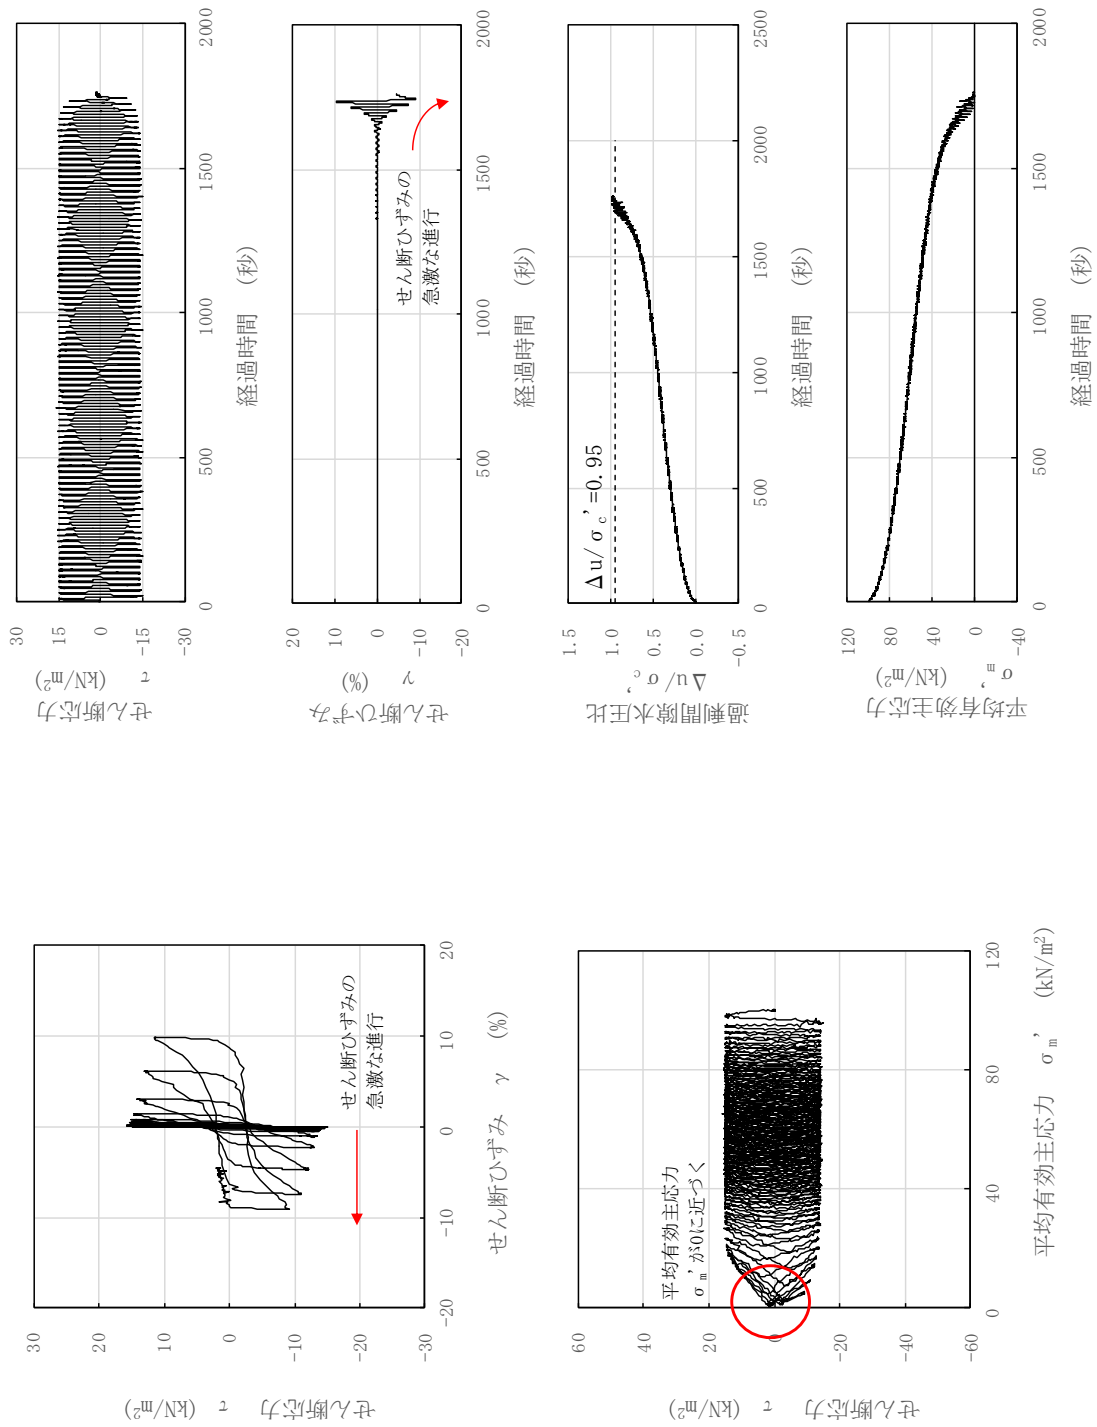 せん断応力 τ (kN/m²)
30
20
10
0
-10
-20
-30
-20
-10
0
10
20
せん断ひずみ γ (%)
せん断ひずみの
急激な進行
せん断応力 τ (kN/m²)
60
40
20
0
-20
-40
-60
0
40
80
120
平均有効主応力 σm' (kN/m²)
平均有効主応力
σm'が0に近づく
せん断応力
τ (kN/m²)
30
15
0
-15
-30
0
500
1000
1500
2000
経過時間 (秒)
せん断ひずみ
γ (%)
20
10
0
-10
-20
0
500
1000
1500
2000
経過時間 (秒)
せん断ひずみの
急激な進行
過剰間隙水圧比
Δu/σc'
1.5
1.0
0.5
0.0
-0.5
0
500
1000
1500
2000
2500
経過時間 (秒)
Δu/σc'=0.95
平均有効主応力
σm' (kN/m²)
120
80
40
0
-40
0
500
1000
1500
2000
経過時間 (秒)